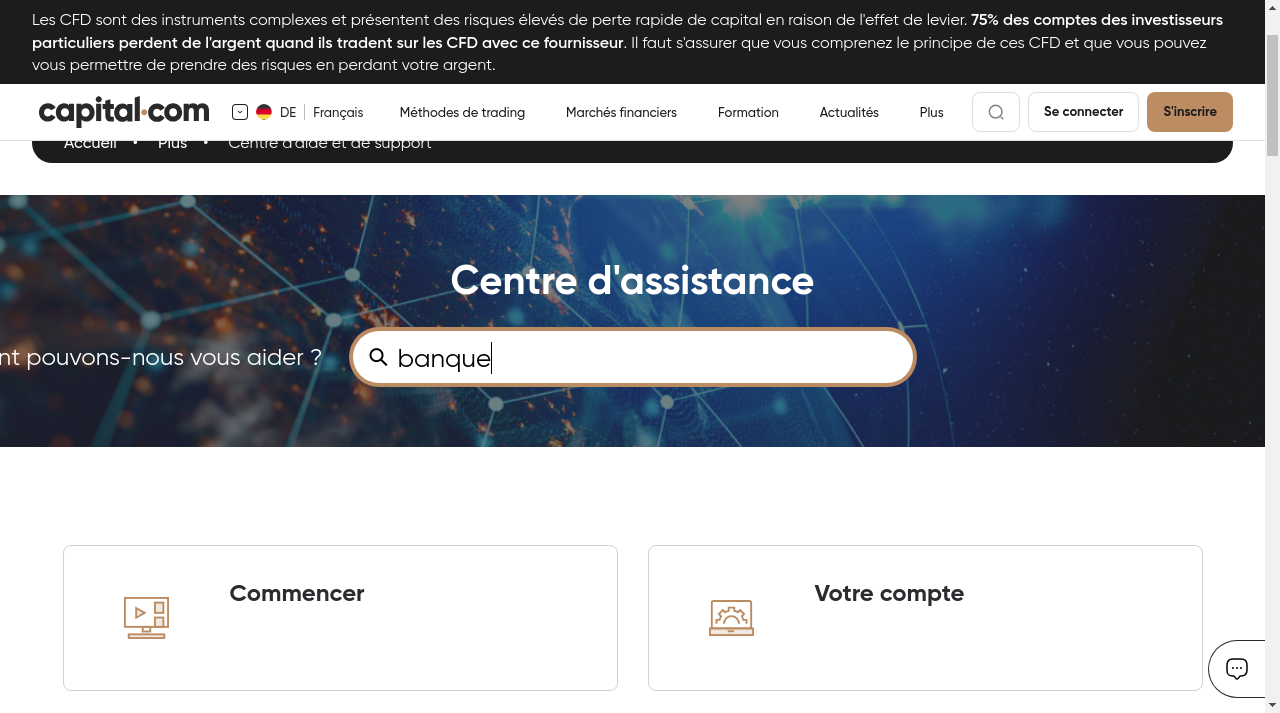 Les CFD sont des instruments complexes et présentent des risques élevés de perte rapide de capital en raison de l'effet de levier. 75% des comptes des investisseurs
particuliers perdent de l'argent quand ils tradent sur les CFD avec ce fournisseur. Il faut s'assurer que vous comprenez le principe de ces CFD et que vous pouvez
vous permettre de prendre des risques en perdant votre argent.
capital.com DE Français Méthodes de trading Marchés financiers Formation Actualités Plus Se connecter S'inscrire
Accueil • Plus • Centre d'aide et de support
Centre d'assistance
pouvons-nous vous aider ? banque
Commencer Votre compte